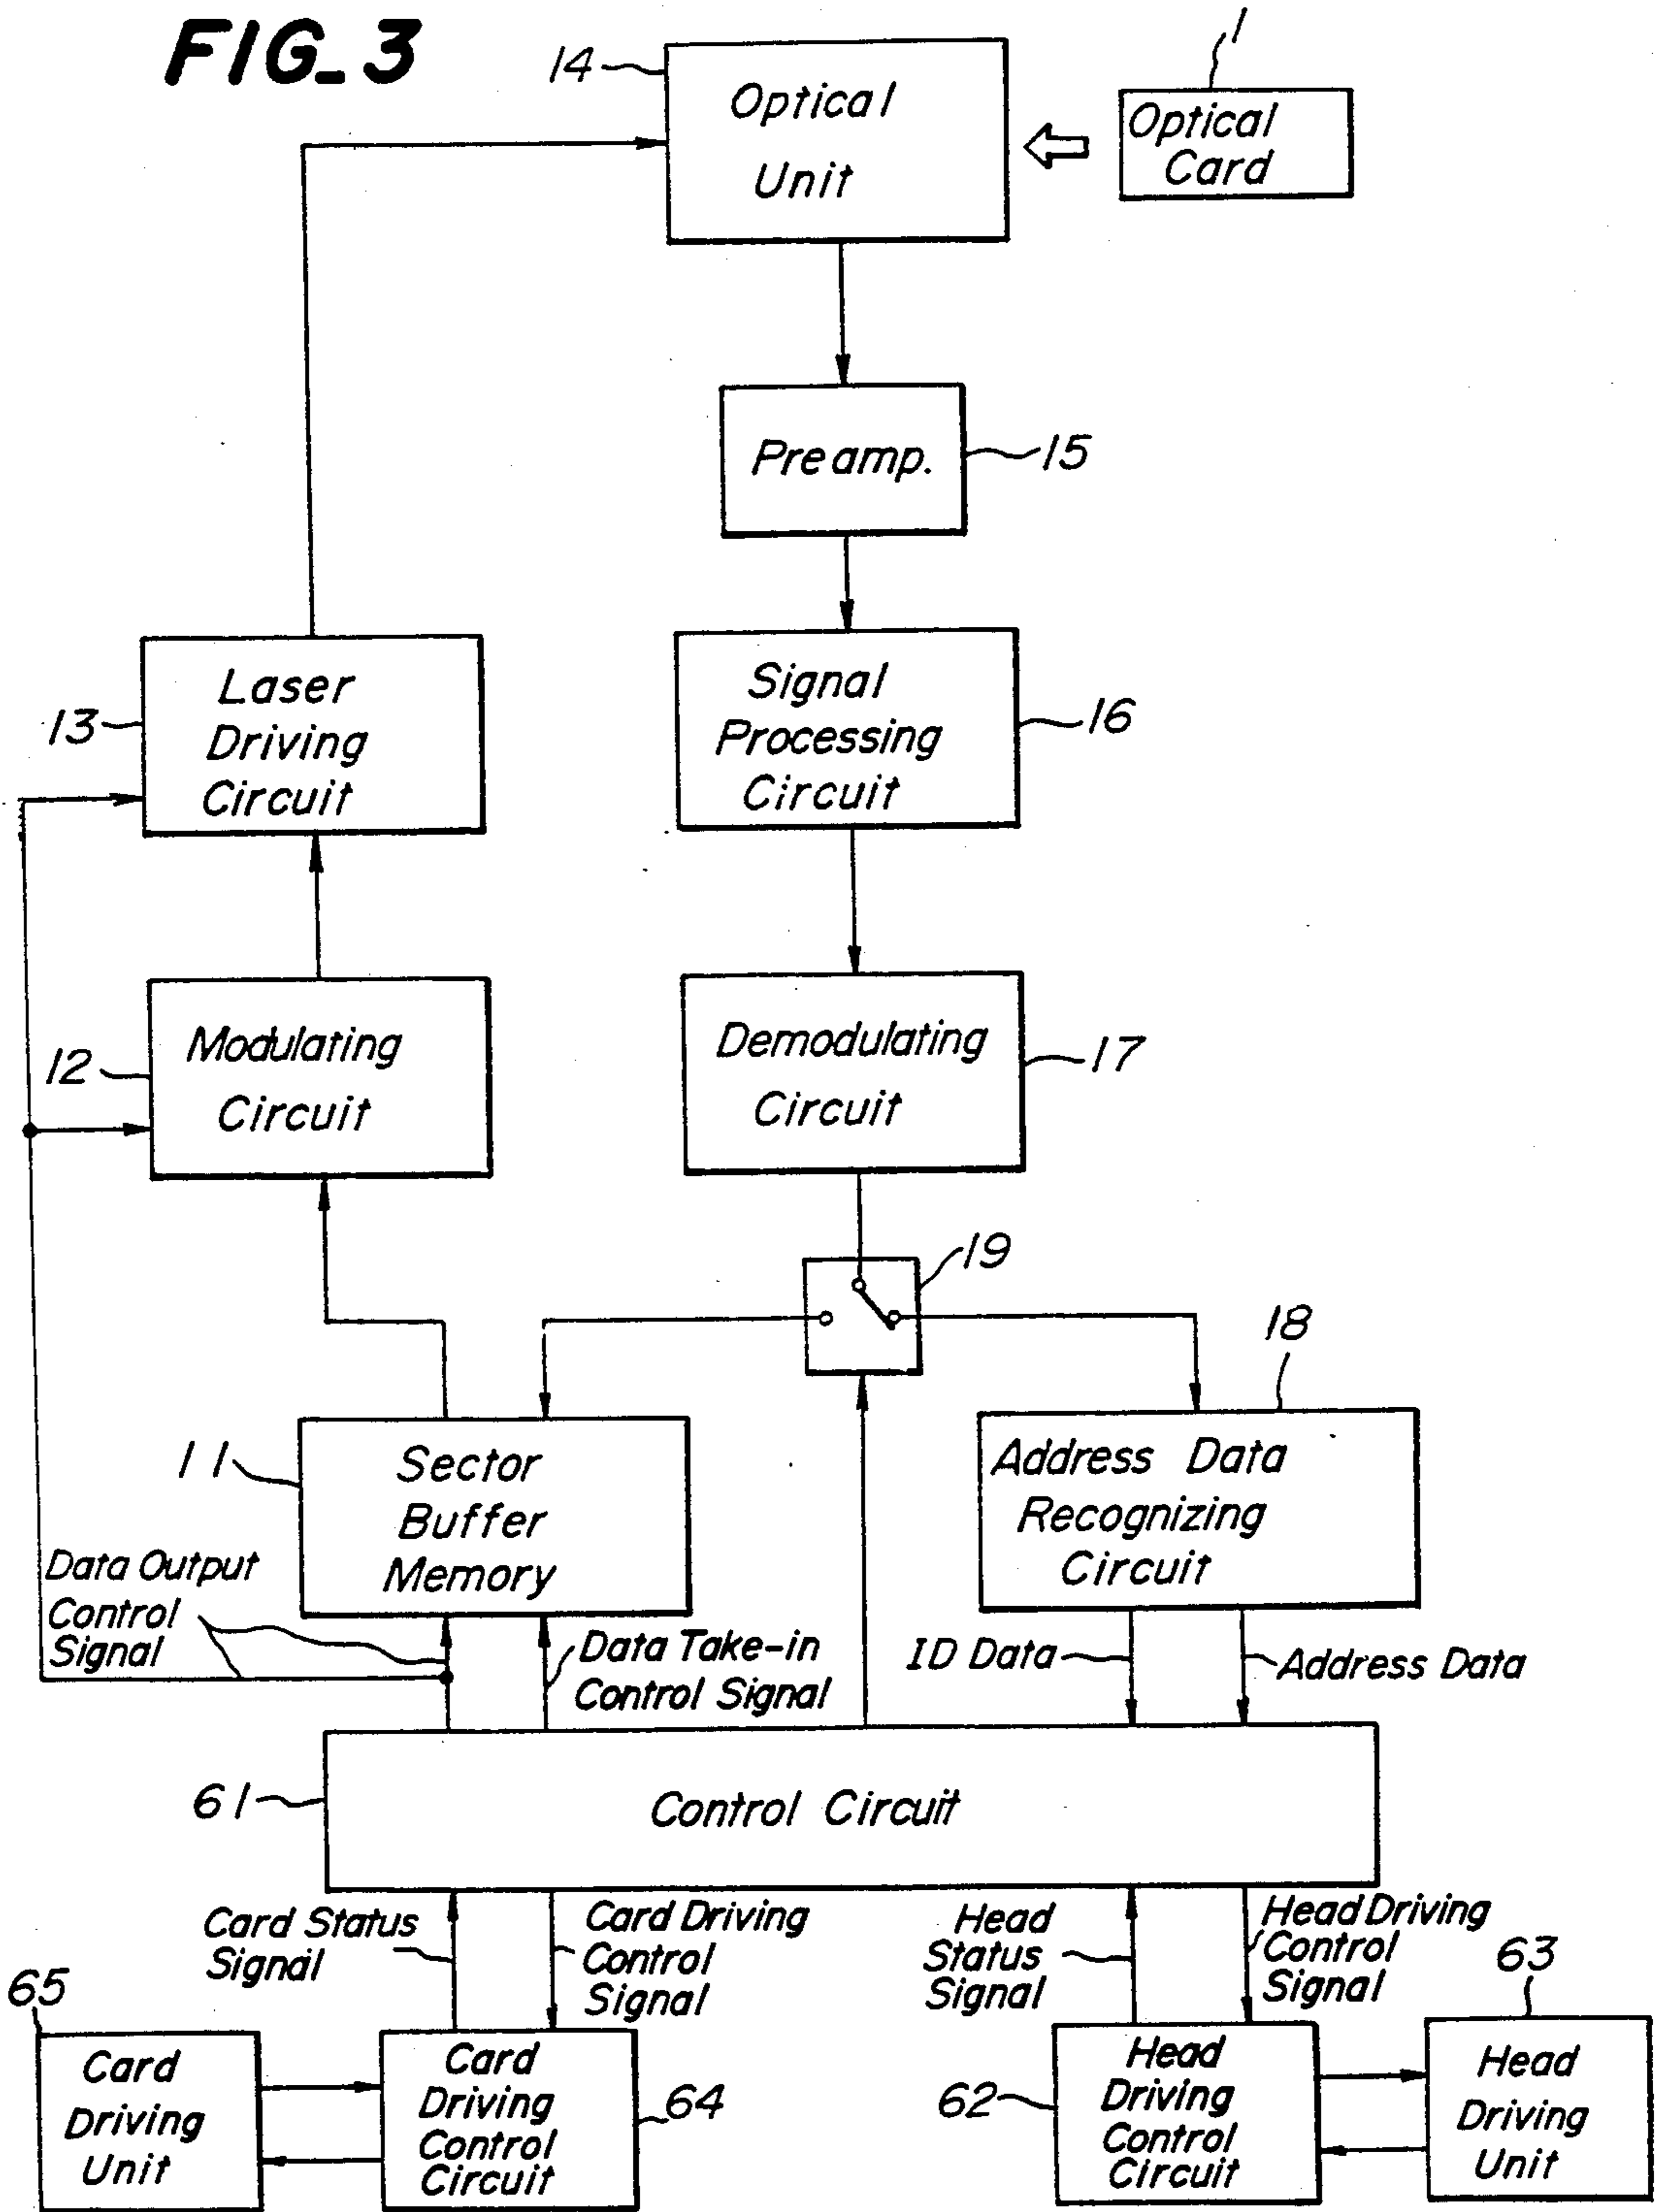 FIG_3
14
Optical
Unit
1
Optical
Card
Preamp.
15
13
Laser
Driving
Circuit
Signal
Processing
Circuit
16
12
Modulating
Circuit
Demodulating
Circuit
17
19
18
11
Sector
Buffer
Memory
Address Data
Recognizing
Circuit
Data Output
Control
Signal
Data Take-in
Control Signal
ID Data
Address Data
61
Control Circuit
Card Status
Signal
Card Driving
Control
Signal
Head
Status
Signal
Head Driving
Control
Signal
65
Card
Driving
Unit
Card
Driving
Control
Circuit
64
62
Head
Driving
Control
Circuit
63
Head
Driving
Unit